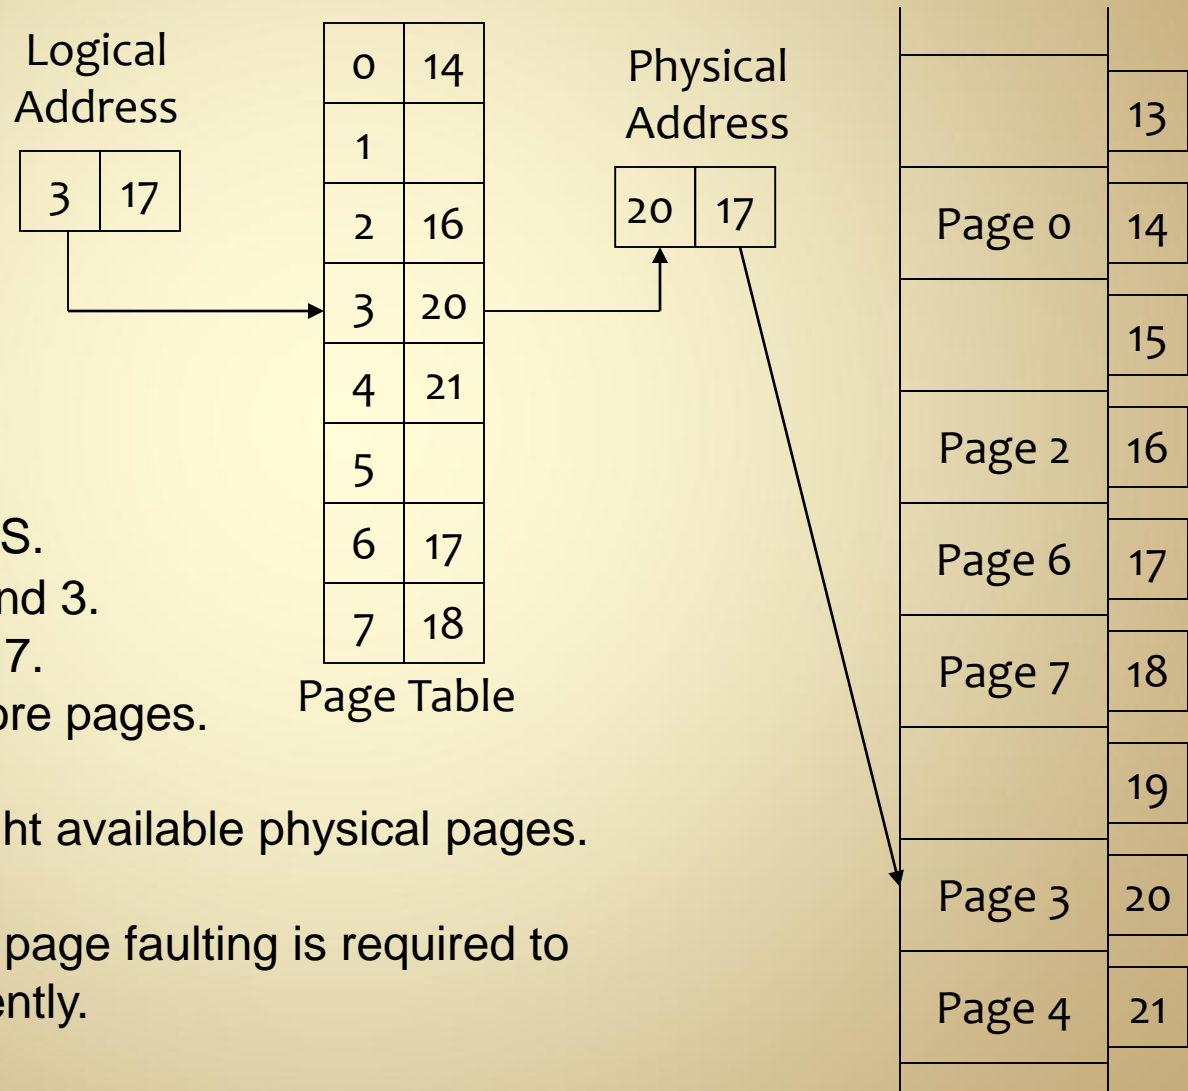 Logical
Address
3 17
0 14
1
2 16
3 20
4 21
5
6 17
7 18
Page Table
Physical
Address
20 17
13
Page 0 14
15
Page 2 16
Page 6 17
Page 7 18
19
Page 3 20
Page 4 21
S.
nd 3.
7.
ore pages.
ht available physical pages.
page faulting is required to
ently.